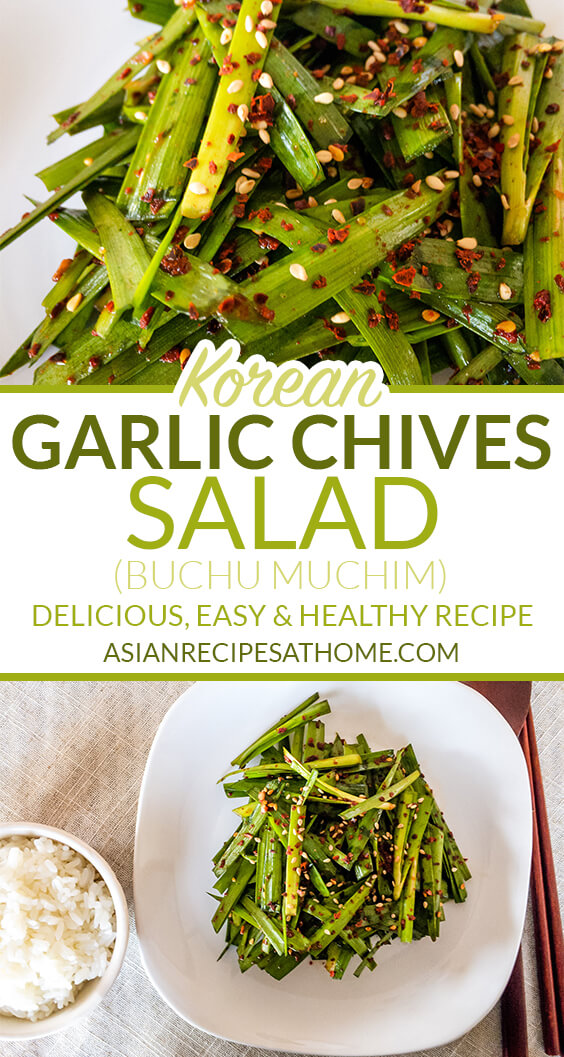 Korean
GARLIC CHIVES
SALAD
(BUCHU MUCHIM)
DELICIOUS, EASY & HEALTHY RECIPE
ASIANRECIPESATHOME.COM